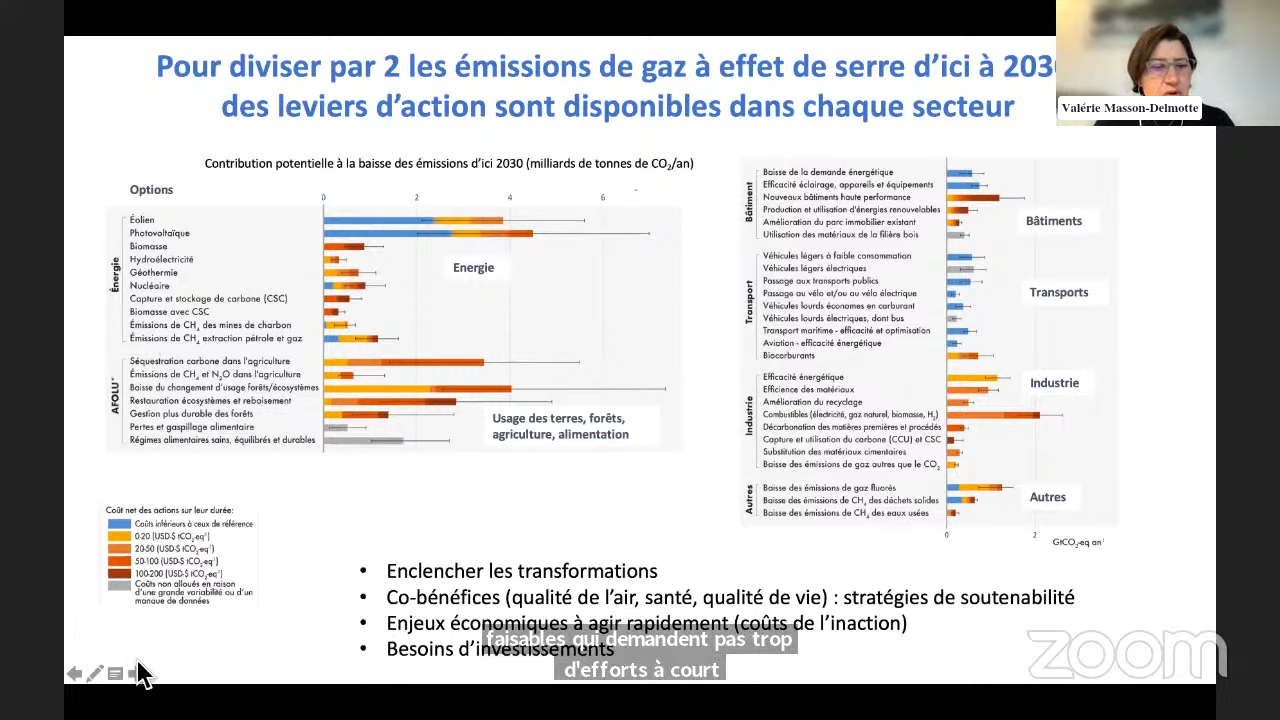 Pour diviser par 2 les émissions de gaz à effet de serre d'ici à 203
des leviers d'action sont disponibles dans chaque secteur
Valérie Masson-Delmotte
Contribution potentielle à la baisse des émissions d'ici 2030 (milliards de tonnes de CO₂/an)
Options
0 2 4 6
Énergie
Éolien
Photovoltaïque
Biomasse
Hydroélectricité
Géothermie
Nucléaire
Capture et stockage de carbone (CSC)
Biomasse avec CSC
Émissions de CH₄ des mines de charbon
Émissions de CH₄ extraction pétrole et gaz
Energie
AFOLU
Séquestration carbone dans l'agriculture
Émissions de CH₄ et N₂O dans l'agriculture
Baisse du changement d'usage forêts/écosystèmes
Restauration écosystèmes et reboisement
Gestion plus durable des forêts
Pertes et gaspillage alimentaire
Régimes alimentaires sains, équilibrés et durables
Usage des terres, forêts,
agriculture, alimentation
Bâtiment
Baisse de la demande énergétique
Efficacité éclairage, appareils et équipements
Nouveaux bâtiments haute performance
Production et utilisation d'énergies renouvelables
Amélioration du parc immobilier existant
Utilisation des matériaux de la filière bois
Bâtiments
Transport
Véhicules légers à faible consommation
Véhicules légers électriques
Passage aux transports publics
Passage au vélo et/ou au vélo électrique
Véhicules lourds économes en carburant
Véhicules lourds électriques, dont bus
Transport maritime - efficacité et optimisation
Aviation - efficacité énergétique
Biocarburants
Transports
Industrie
Efficacité énergétique
Efficience des matériaux
Amélioration du recyclage
Combustibles (électricité, gaz naturel, biomasse, H₂)
Décarbonation des matières premières et procédés
Capture et utilisation du carbone (CCU) et CSC
Substitution des matériaux cimentaires
Baisse des émissions de gaz autres que le CO₂
Industrie
Autres
Baisse des émissions de gaz fluorés
Baisse des émissions de CH₄ des déchets solides
Baisse des émissions de CH₄ des eaux usées
Autres
0 2
GtCO₂-eq an⁻¹
Coût net des actions sur leur durée:
Coûts inférieurs à ceux de référence
0-20 (USD-$ tCO₂-eq⁻¹)
20-50 (USD-$ tCO₂-eq⁻¹)
50-100 (USD-$ tCO₂-eq⁻¹)
100-200 (USD-$ tCO₂-eq⁻¹)
Coûts non alloués en raison
d'une grande variabilité ou d'un
manque de données
• Enclencher les transformations
• Co-bénéfices (qualité de l'air, santé, qualité de vie) : stratégies de soutenabilité
• Enjeux économiques à agir rapidement (coûts de l'inaction)
• Besoins d'investissements
faisables qui demandent pas trop
d'efforts à court
zoom